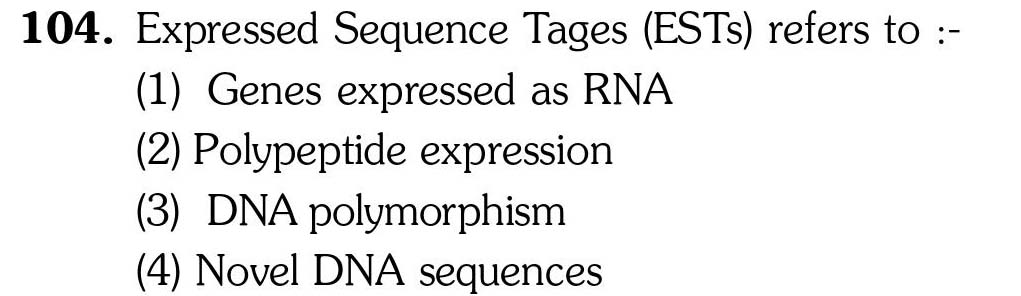 104. Expressed Sequence Tages (ESTs) refers to :-
(1) Genes expressed as RNA
(2) Polypeptide expression
(3) DNA polymorphism
(4) Novel DNA sequences